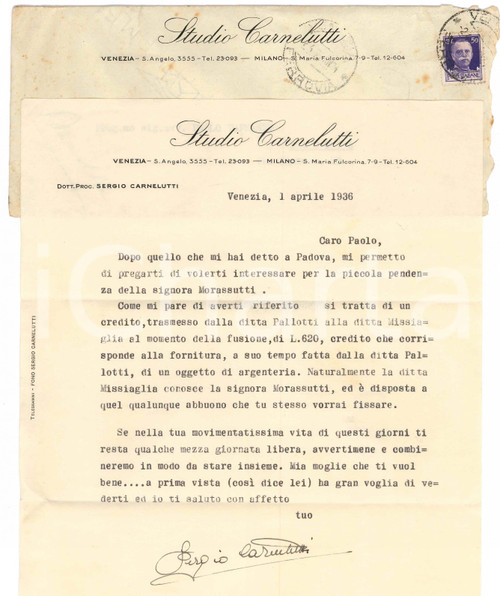 Studio Carnelutti
VENEZIA – S. Angelo, 3555 – Tel. 23-093 — MILANO – S. Maria Fulcorina, 7-9 – Tel. 12-604
FERROVIA
Studio Carnelutti
VENEZIA – S. Angelo, 3555 – Tel. 23-093 — MILANO – S. Maria Fulcorina, 7-9 – Tel. 12-604
DOTT. PROC. SERGIO CARNELUTTI
Venezia, 1 aprile 1936
Caro Paolo,
Dopo quello che mi hai detto a Padova, mi permetto
di pregarti di volerti interessare per la piccola penden=
za della signora Morassutti .
Come mi pare di averti riferito si tratta di un
credito,trasmesso dalla ditta Pallotti alla ditta Missia=
glia al momento della fusione,di L.620, credito che corri=
sponde alla fornitura, a suo tempo fatta dalla ditta Pal=
lotti, di un oggetto di argenteria. Naturalmente la ditta
Missiaglia conosce la signora Morassutti, ed è disposta a
quel qualunque abbuono che tu stesso vorrai fissare.
Se nella tua movimentatissima vita di questi giorni ti
resta qualche mezza giornata libera, avvertimene e combi=
neremo in modo da stare insieme. Mia moglie che ti vuol
bene....a prima vista (così dice lei) ha gran voglia di ve=
derti ed io ti saluto con affetto
tuo
Sergio Carnelutti
TELEGRAMMI - FONO SERGIO CARNELUTTI